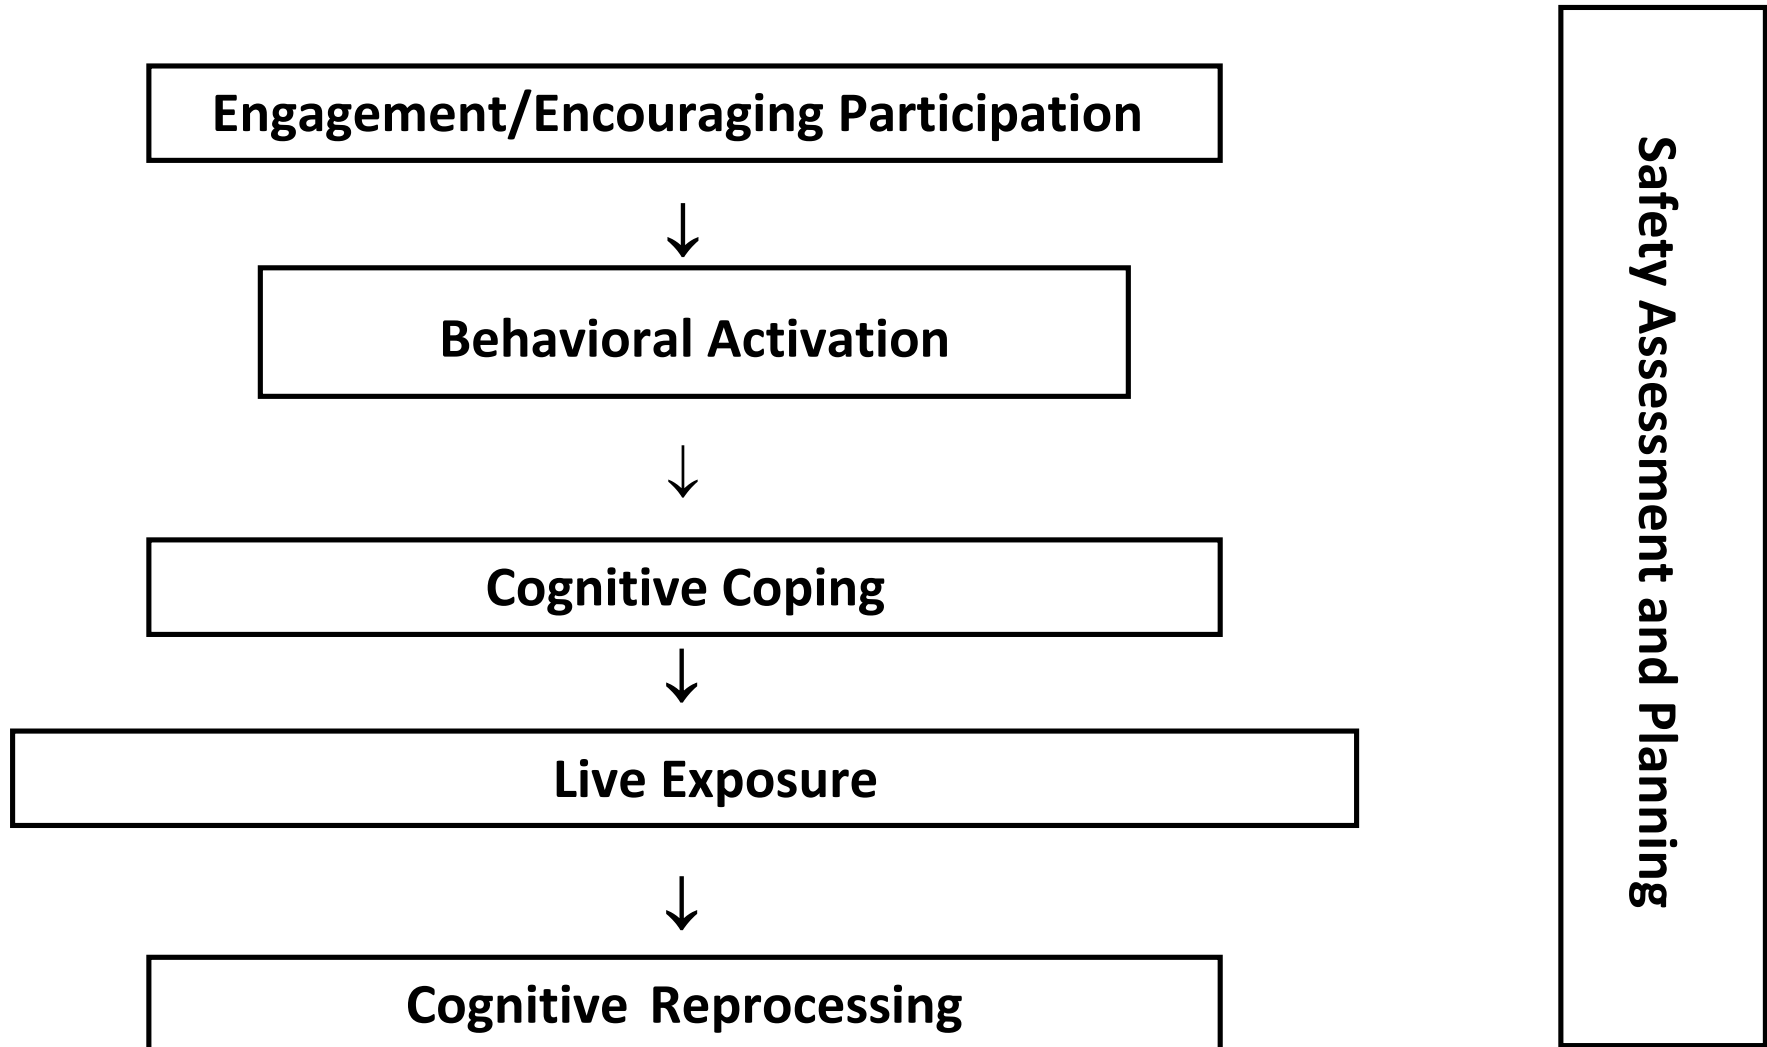 Engagement/Encouraging Participation
↓
Behavioral Activation
↓
Cognitive Coping
↓
Live Exposure
↓
Cognitive Reprocessing
Safety Assessment and Planning